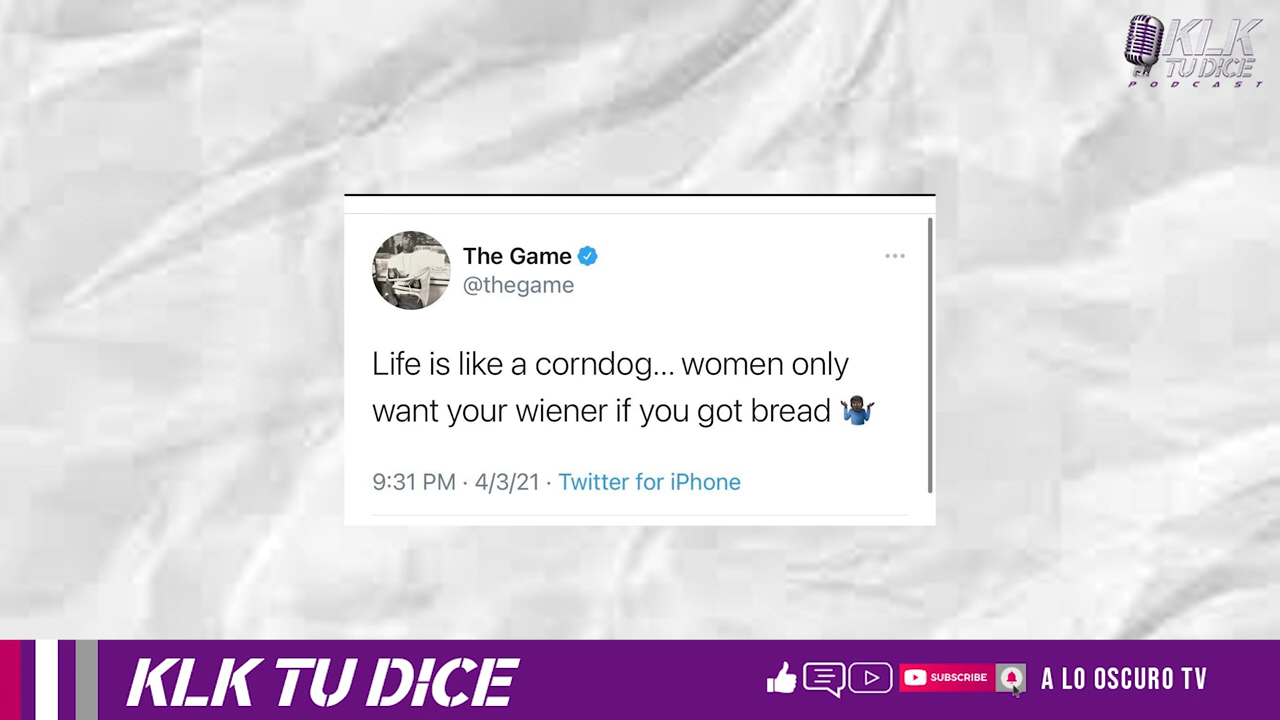 KLK
TU DICE
PODCAST
The Game
@thegame
Life is like a corndog... women only
want your wiener if you got bread 🤷🏿‍♂️
9:31 PM · 4/3/21 · Twitter for iPhone
KLK TU DICE
SUBSCRIBE
A LO OSCURO TV